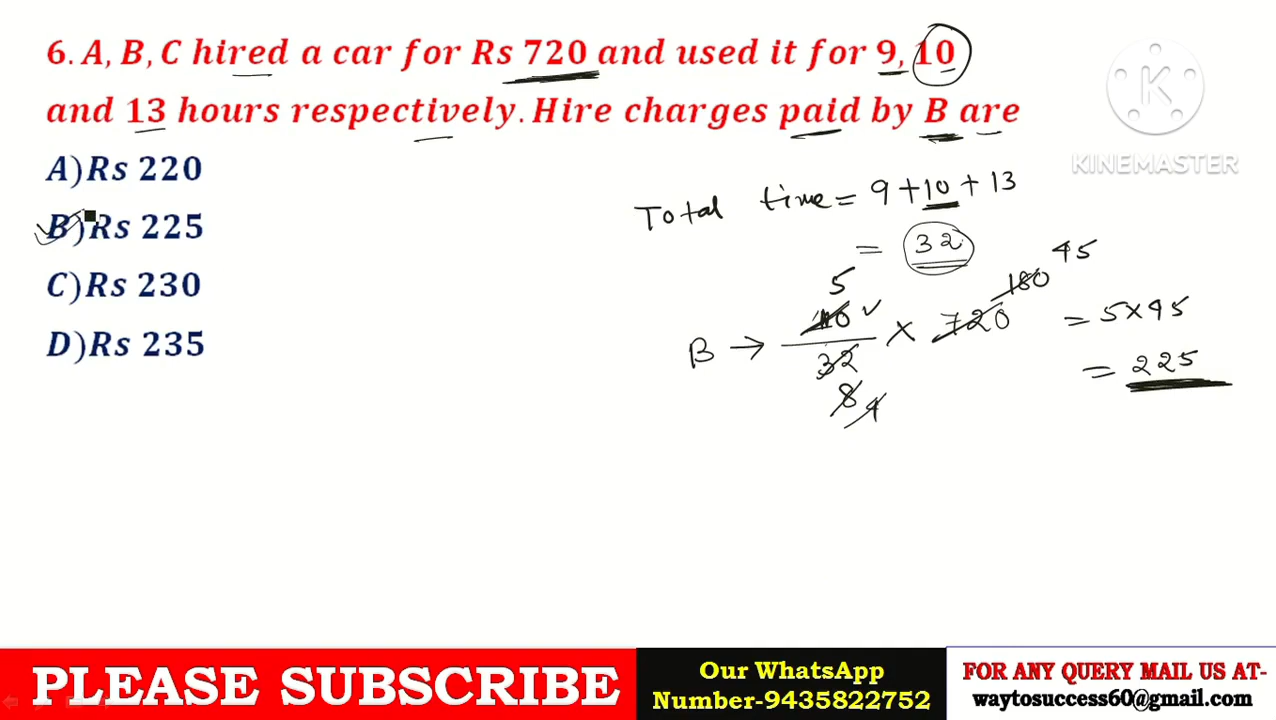 6. A, B, C hired a car for Rs 720 and used it for 9, 10
and 13 hours respectively. Hire charges paid by B are
A) Rs 220
B) Rs 225
C) Rs 230
D) Rs 235
K
KINEMASTER
Total time = 9 + 10 + 13
= 32
5 180 45
B → 10/32 × 720 = 5 × 45
8 4
= 225
PLEASE SUBSCRIBE
Our WhatsApp
Number-9435822752
FOR ANY QUERY MAIL US AT-
waytosuccess60@gmail.com